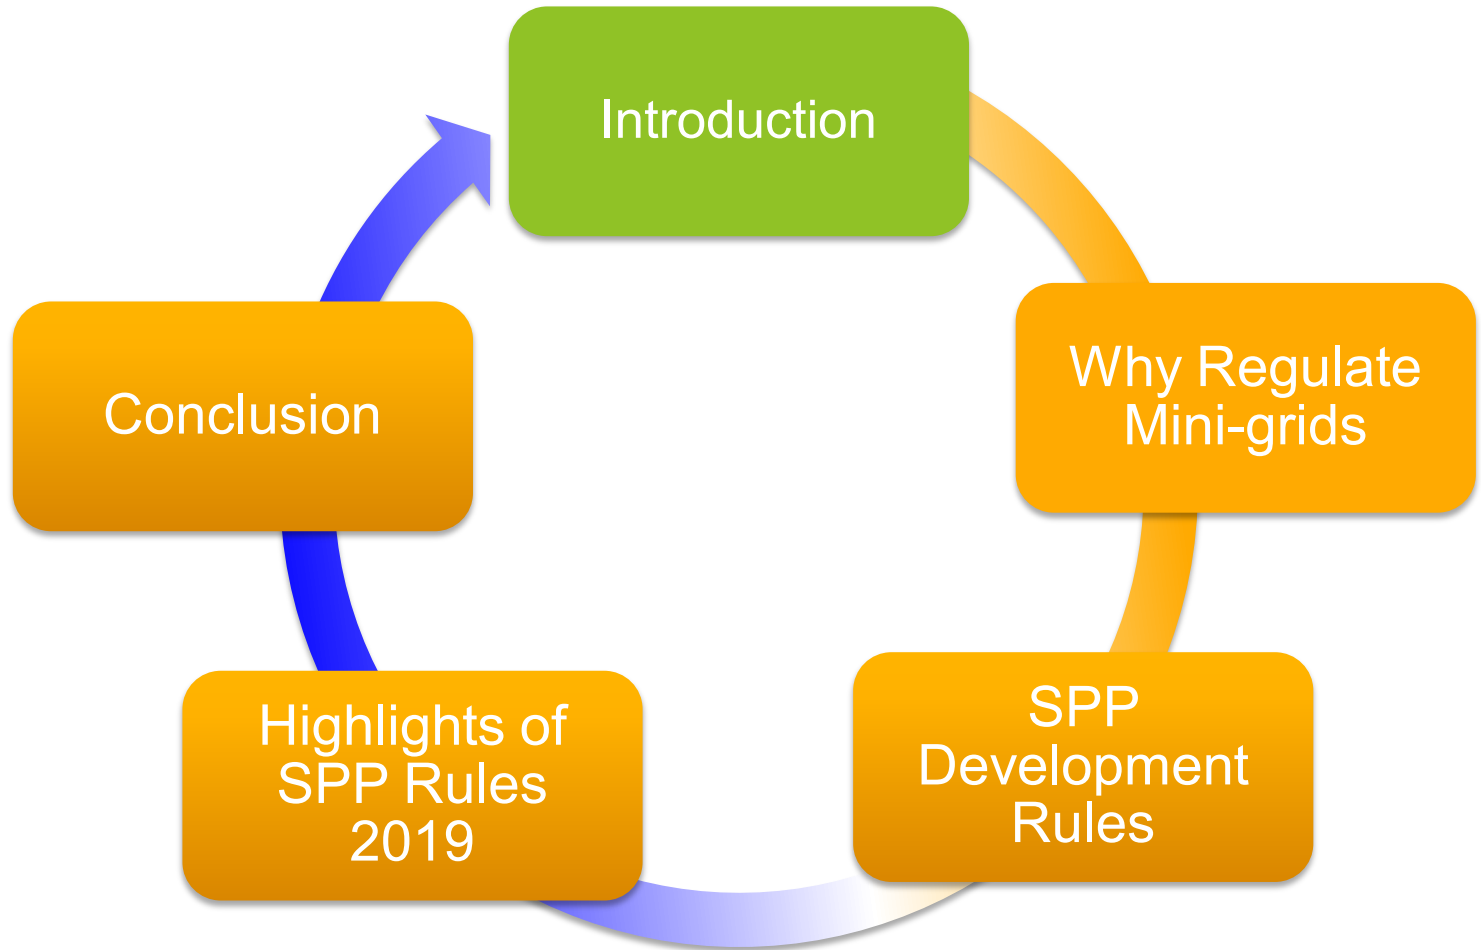 Introduction
Why Regulate
Mini-grids
SPP
Development
Rules
Highlights of
SPP Rules
2019
Conclusion